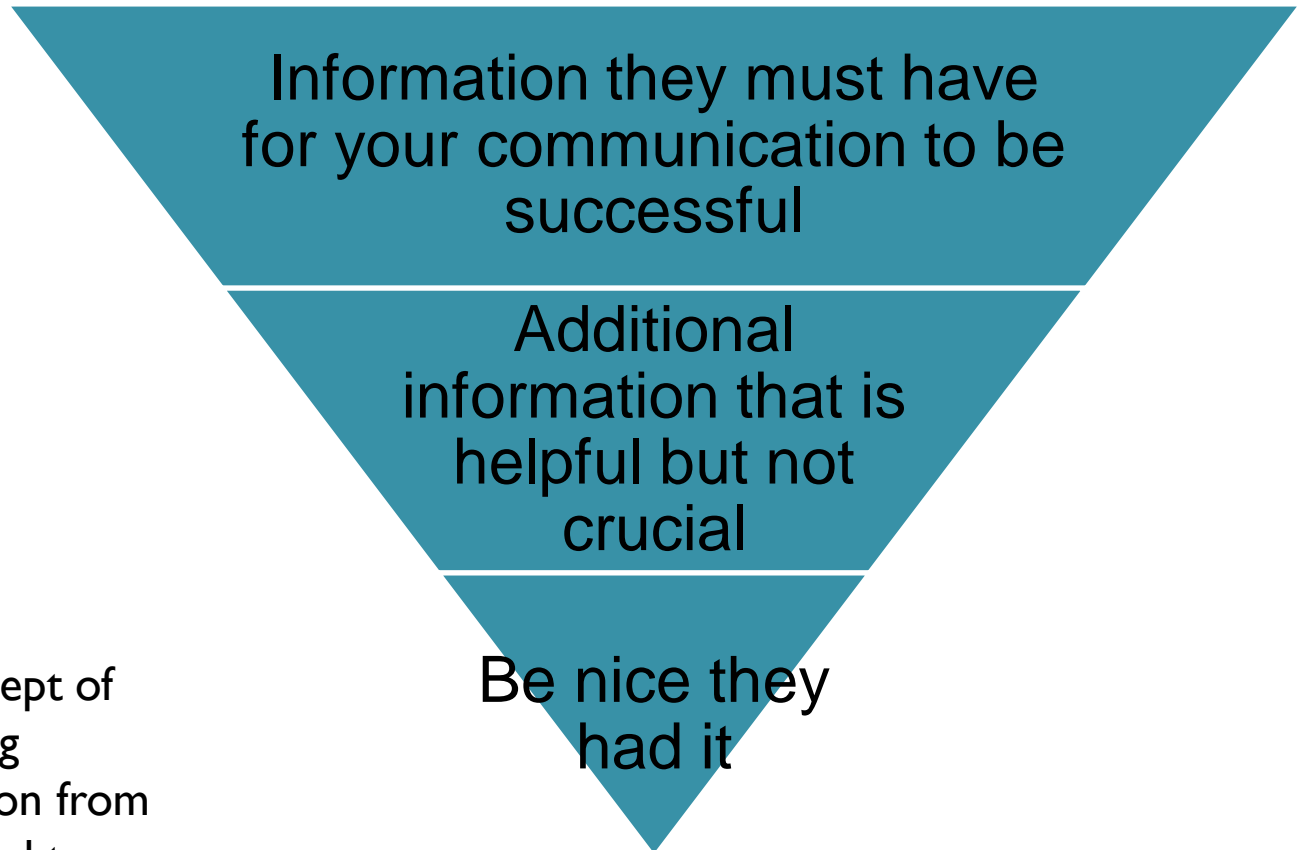 Information they must have
for your communication to be
successful
Additional
information that is
helpful but not
crucial
Be nice they
had it
ept of
g
on from